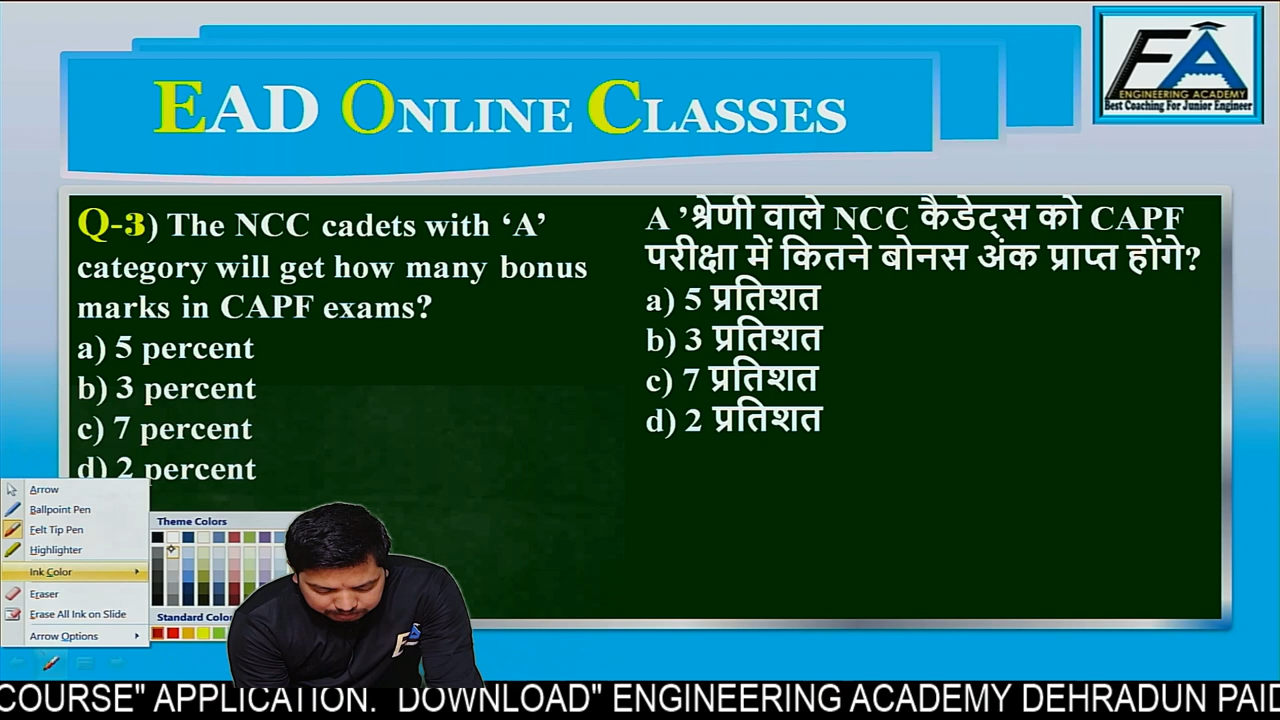 EAD ONLINE CLASSES
FA
ENGINEERING ACADEMY
Best Coaching For Junior Engineer
Q-3) The NCC cadets with ‘A’
category will get how many bonus
marks in CAPF exams?
a) 5 percent
b) 3 percent
c) 7 percent
d) 2 percent
A ’श्रेणी वाले NCC कैडेट्स को CAPF
परीक्षा में कितने बोनस अंक प्राप्त होंगे?
a) 5 प्रतिशत
b) 3 प्रतिशत
c) 7 प्रतिशत
d) 2 प्रतिशत
Arrow
Ballpoint Pen
Felt Tip Pen
Highlighter
Ink Color
Eraser
Erase All Ink on Slide
Arrow Options
Theme Colors
Standard Color
COURSE" APPLICATION. "DOWNLOAD" ENGINEERING ACADEMY DEHRADUN PAID